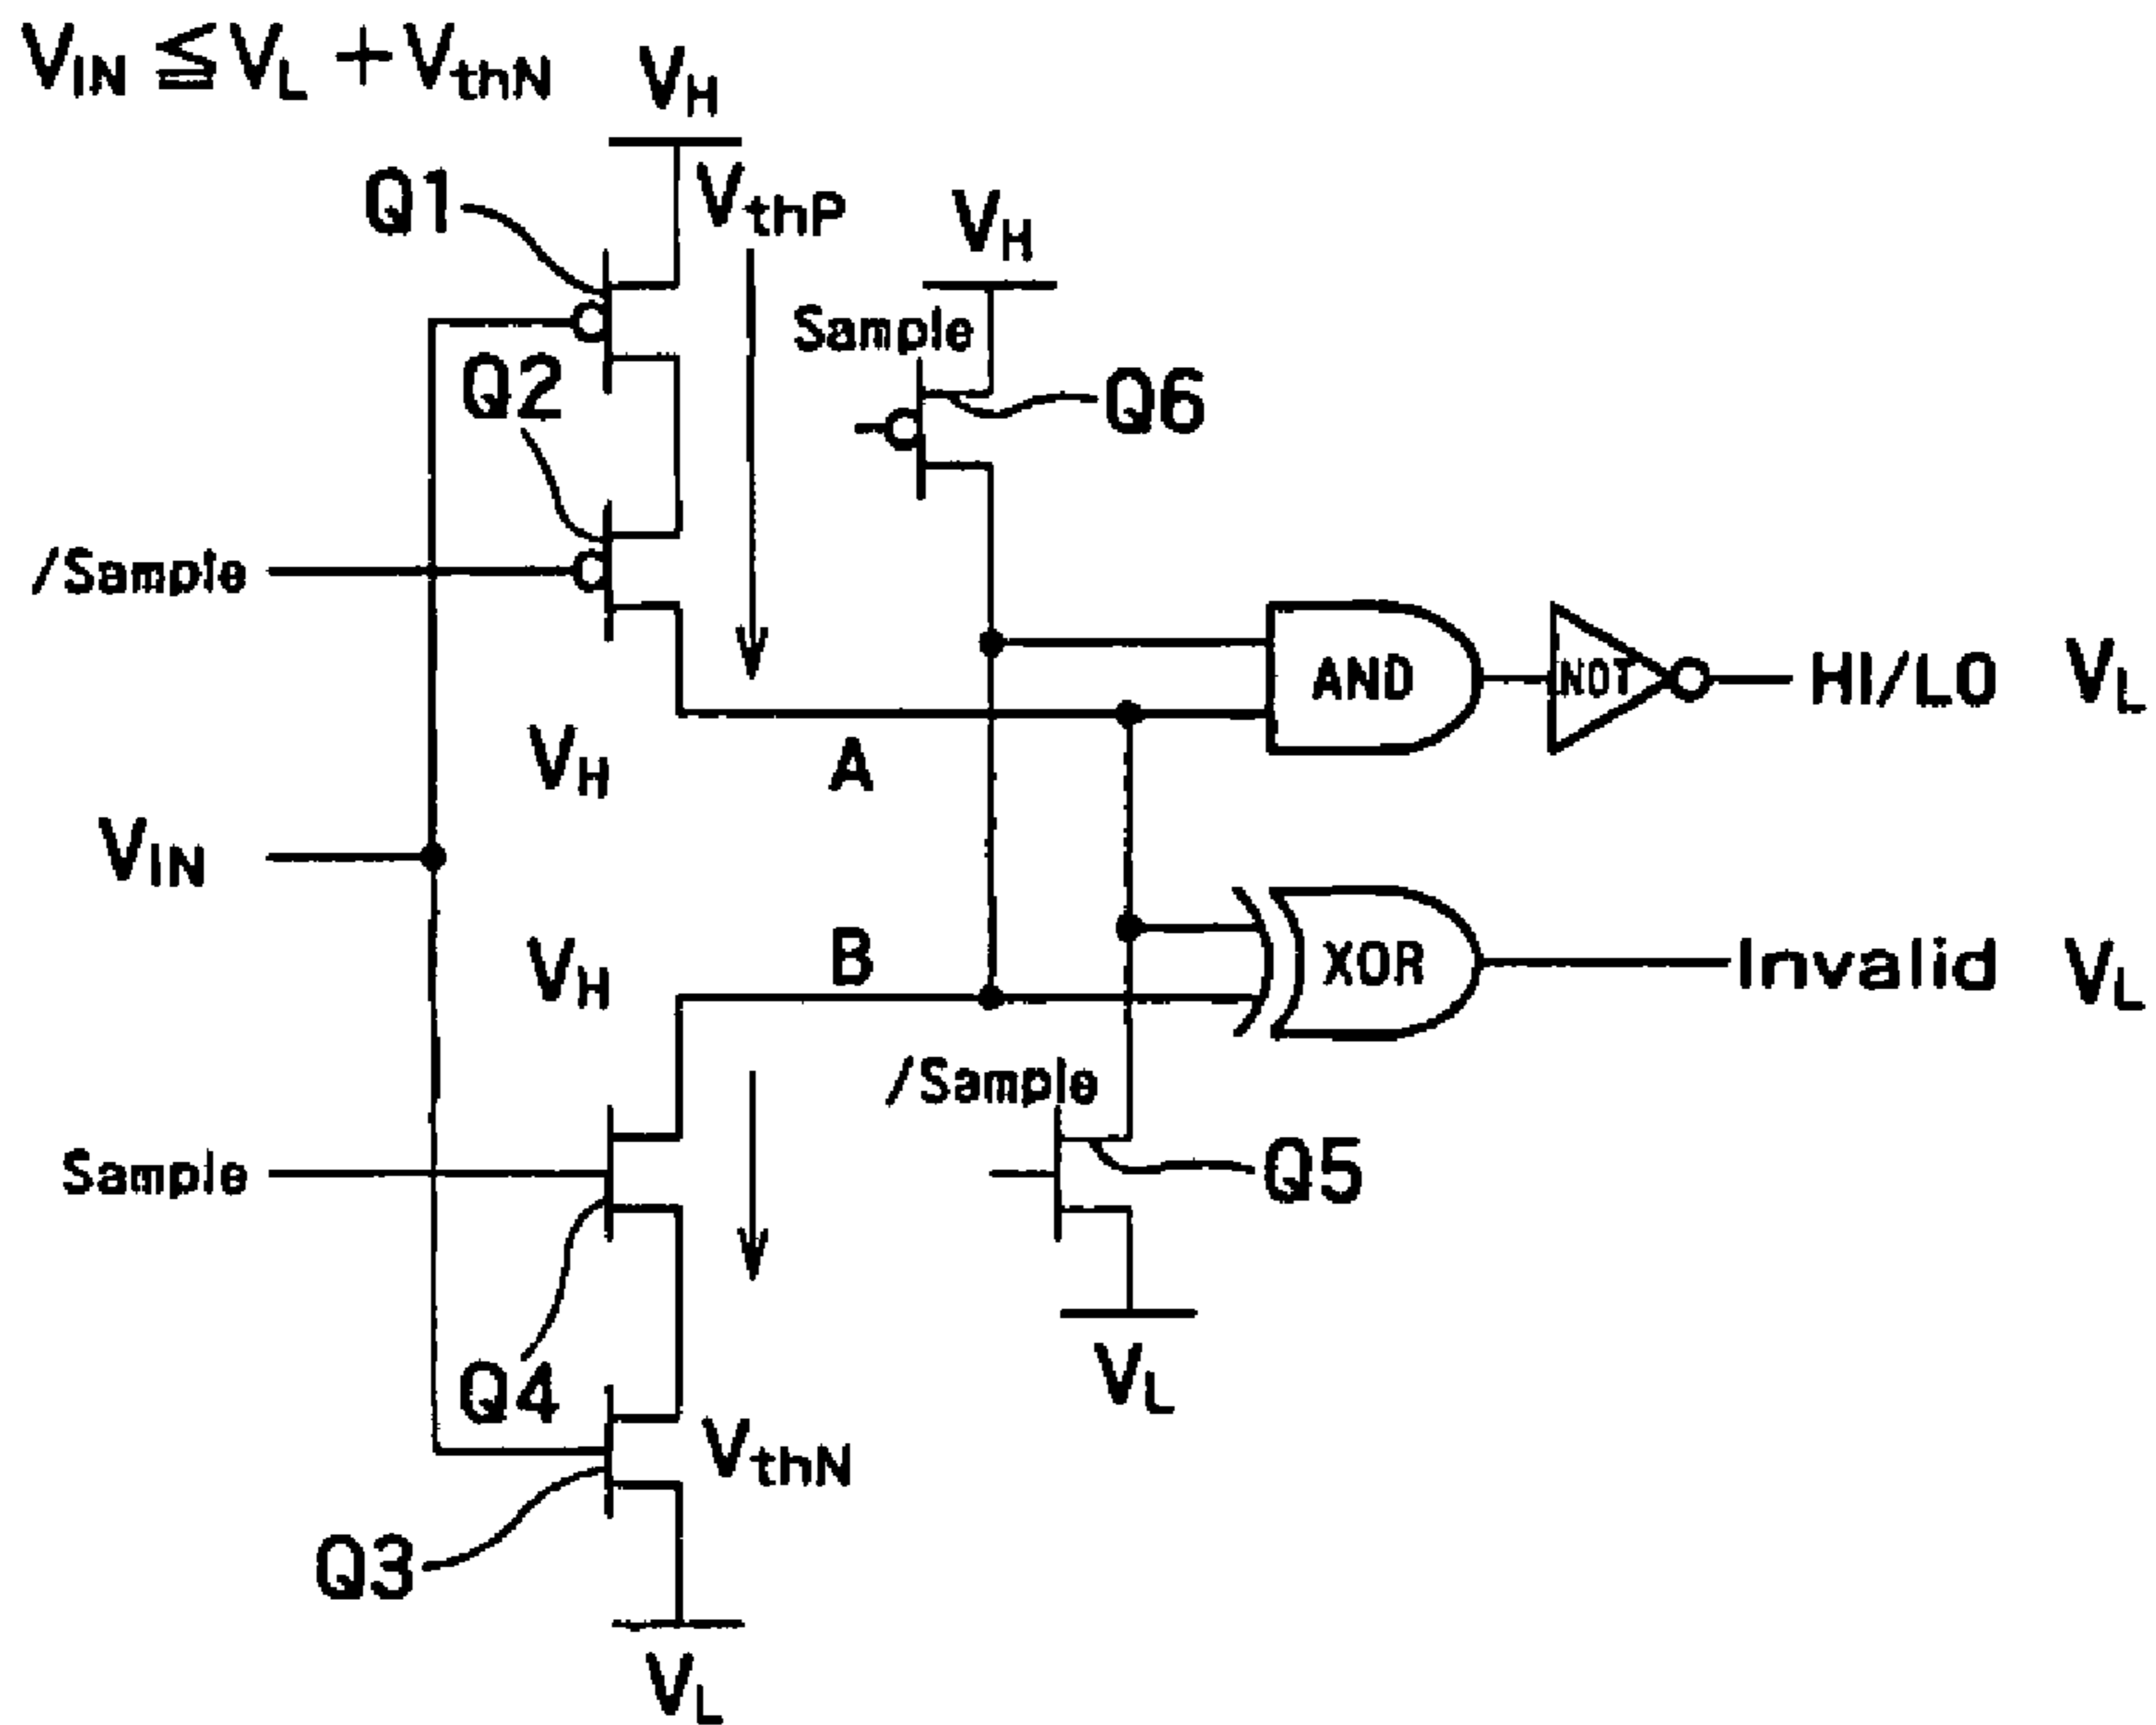 VIN ≦ VL + VthN
VH
Q1
VthP
VH
Sample
Q2
Q6
/Sample
AND
NOT
HI/LO
VL
VH
A
VIN
VH
B
XOR
Invalid
VL
/Sample
Sample
Q5
VL
Q4
VthN
Q3
VL